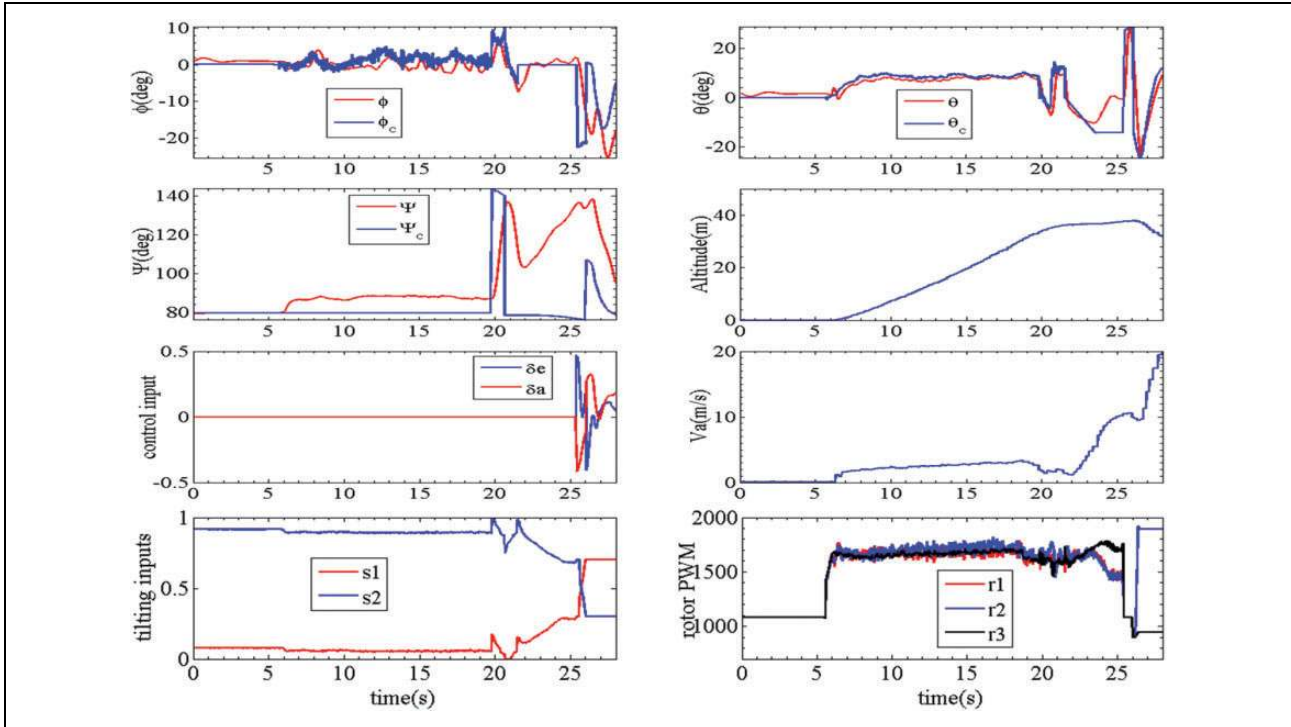 10
0
-10
-20
0 5 10 15 20 25
ϕ(deg)
ϕ
ϕc
20
0
-20
0 5 10 15 20 25
θ(deg)
θ
θc
140
120
100
80
0 5 10 15 20 25
Ψ(deg)
Ψ
Ψc
40
20
0
0 5 10 15 20 25
Altitude(m)
0.5
0
-0.5
0 5 10 15 20 25
control input
δe
δa
20
10
0
0 5 10 15 20 25
Va(m/s)
1
0.5
0
0 5 10 15 20 25
tilting inputs
s1
s2
time(s)
2000
1500
1000
0 5 10 15 20 25
rotor PWM
r1
r2
r3
time(s)